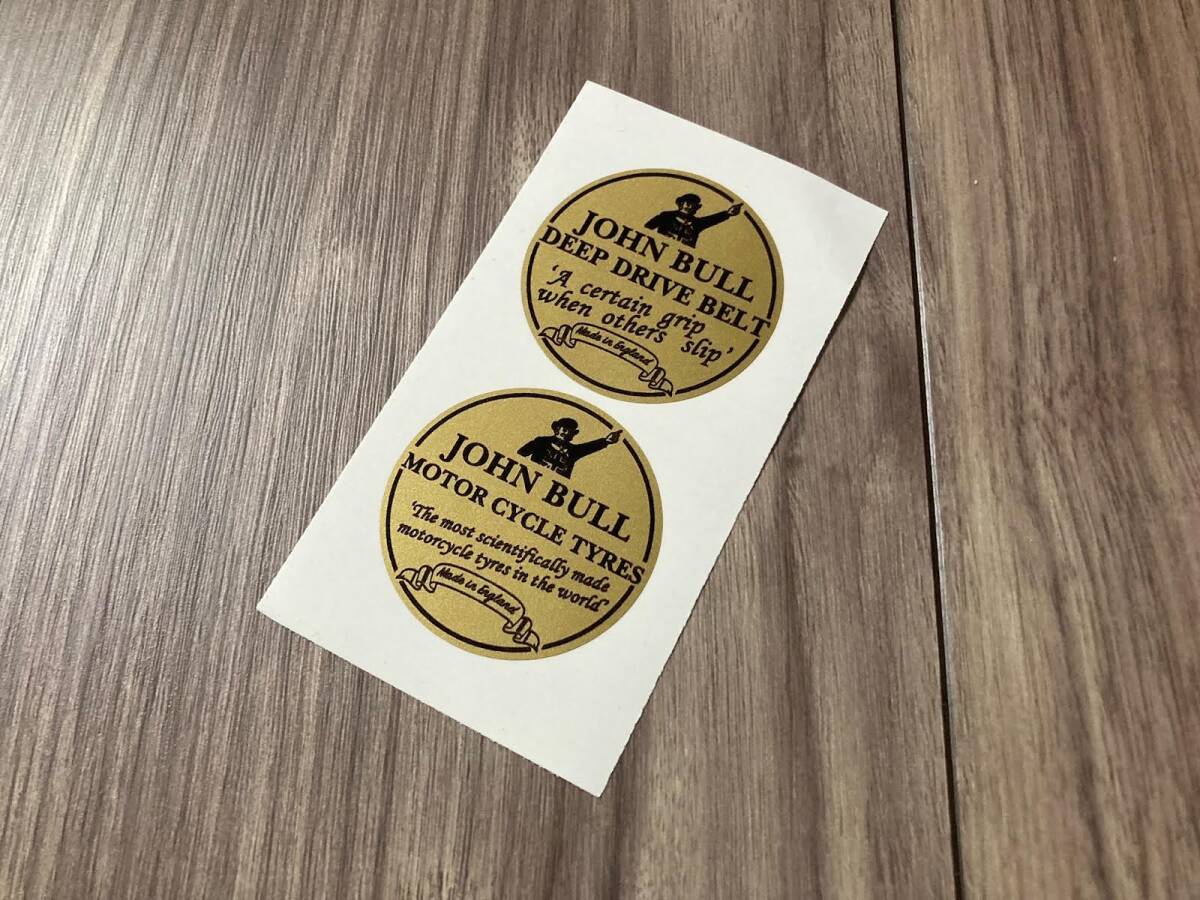 JOHN BULL
DEEP DRIVE BELT
'A certain grip
when others slip'
Made in England
JOHN BULL
MOTOR CYCLE TYRES
'The most scientifically made
motorcycle tyres in the world'
Made in England